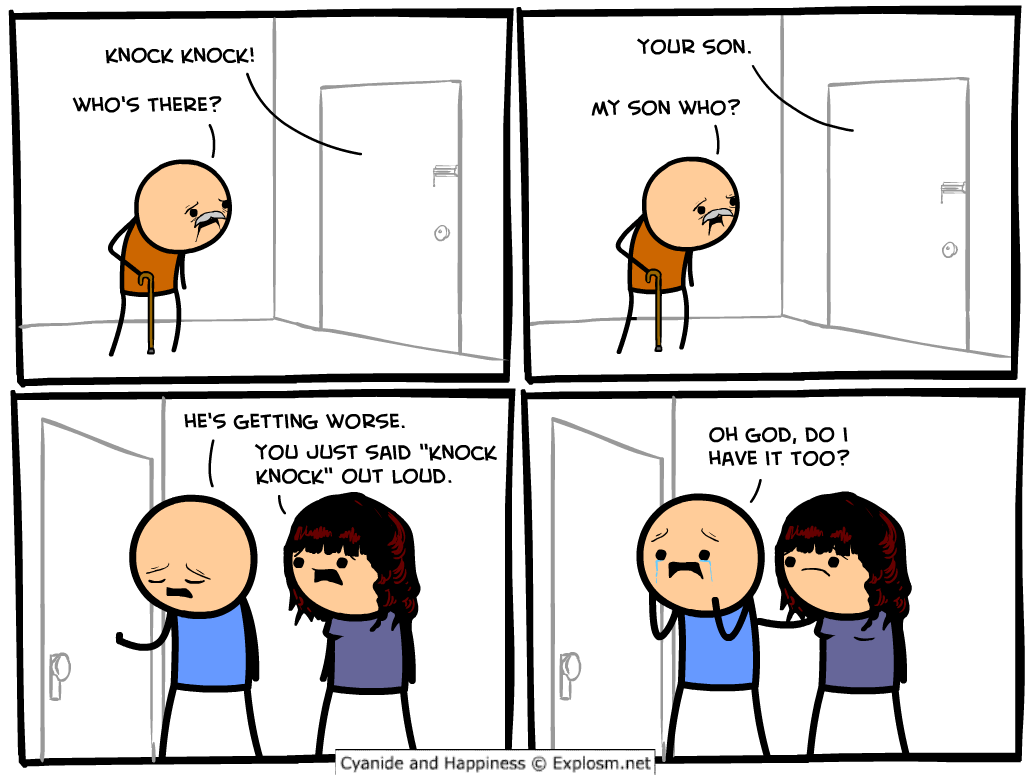 KNOCK KNOCK!
WHO'S THERE?
YOUR SON.
MY SON WHO?
HE'S GETTING WORSE.
YOU JUST SAID "KNOCK
KNOCK" OUT LOUD.
OH GOD, DO I
HAVE IT TOO?
Cyanide and Happiness © Explosm.net